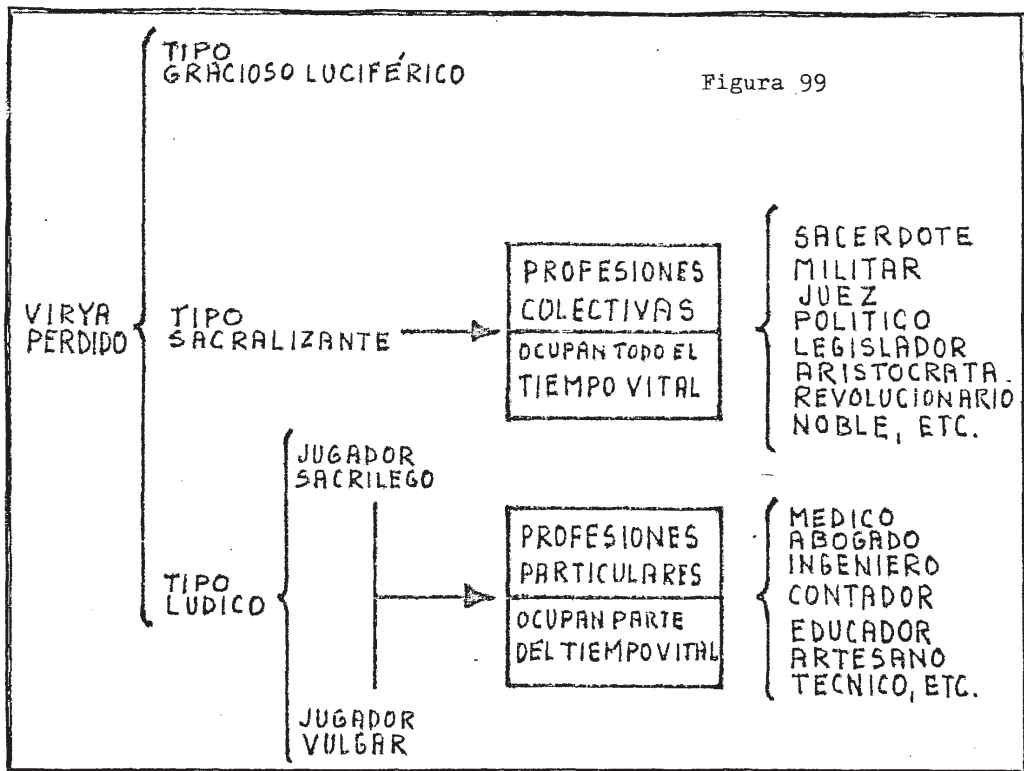 TIPO
GRACIOSO LUCIFÉRICO
Figura 99
VIRYA
PERDIDO
TIPO
SACRALIZANTE
PROFESIONES
COLECTIVAS
OCUPAN TODO EL
TIEMPO VITAL
SACERDOTE
MILITAR
JUEZ
POLITICO
LEGISLADOR
ARISTOCRATA.
REVOLUCIONARIO
NOBLE, ETC.
TIPO
LUDICO
JUGADOR
SACRILEGO
JUGADOR
VULGAR
PROFESIONES
PARTICULARES
OCUPAN PARTE
DEL TIEMPO VITAL
MEDICO
ABOGADO
INGENIERO
CONTADOR
EDUCADOR
ARTESANO
TECNICO, ETC.